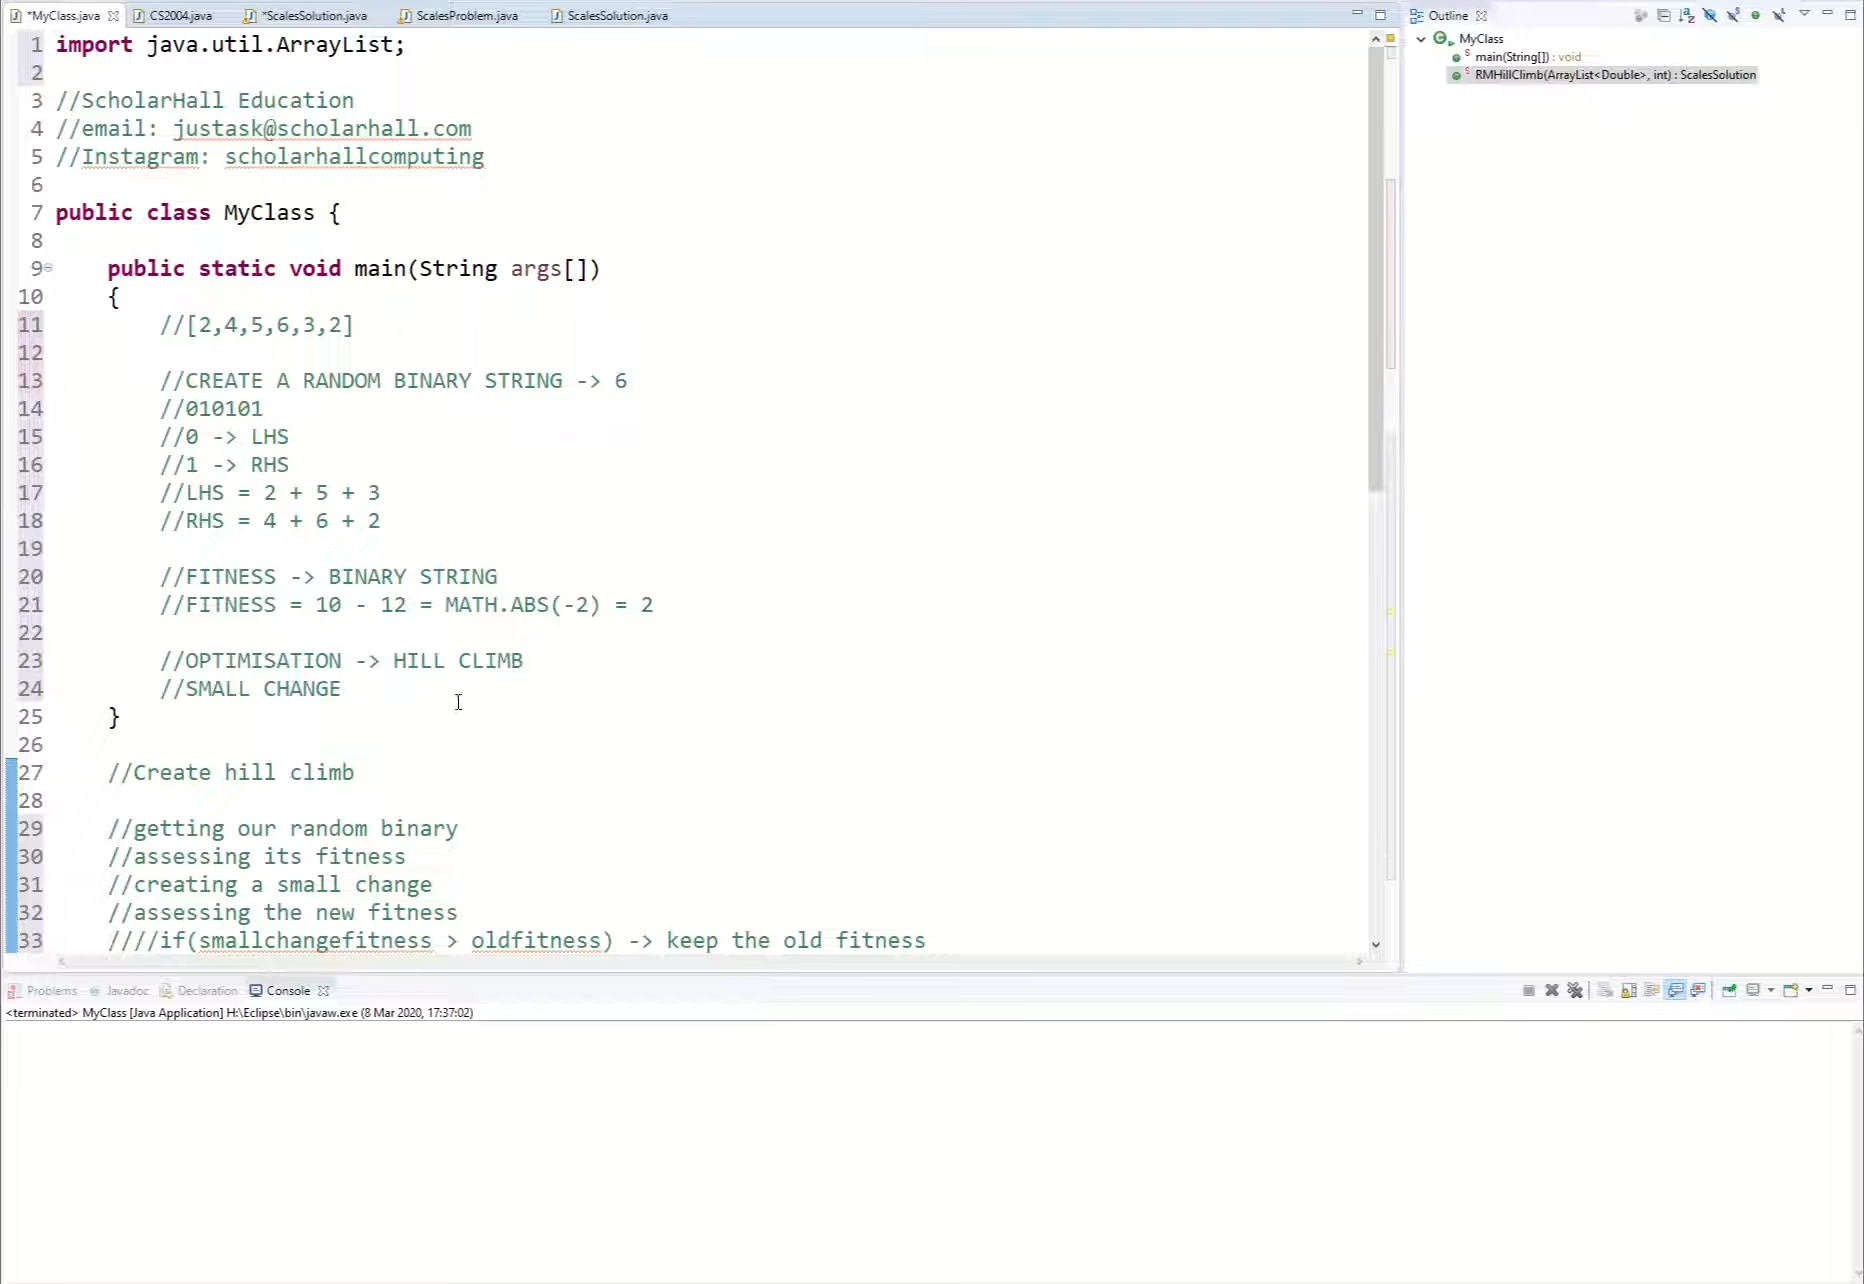 *MyClass.java
CS2004.java
*ScalesSolution.java
ScalesProblem.java
ScalesSolution.java
1 import java.util.ArrayList;
2
3 //ScholarHall Education
4 //email: justask@scholarhall.com
5 //Instagram: scholarhallcomputing
6
7 public class MyClass {
8
9 public static void main(String args[])
10 {
11 //[2,4,5,6,3,2]
12
13 //CREATE A RANDOM BINARY STRING -> 6
14 //010101
15 //0 -> LHS
16 //1 -> RHS
17 //LHS = 2 + 5 + 3
18 //RHS = 4 + 6 + 2
19
20 //FITNESS -> BINARY STRING
21 //FITNESS = 10 - 12 = MATH.ABS(-2) = 2
22
23 //OPTIMISATION -> HILL CLIMB
24 //SMALL CHANGE
25 }
26
27 //Create hill climb
28
29 //getting our random binary
30 //assessing its fitness
31 //creating a small change
32 //assessing the new fitness
33 ////if(smallchangefitness > oldfitness) -> keep the old fitness
Outline
MyClass
main(String[]) : void
RMHillClimb(ArrayList<Double>, int) : ScalesSolution
Problems
Javadoc
Declaration
Console
<terminated> MyClass [Java Application] H:\Eclipse\bin\javaw.exe (8 Mar 2020, 17:37:02)